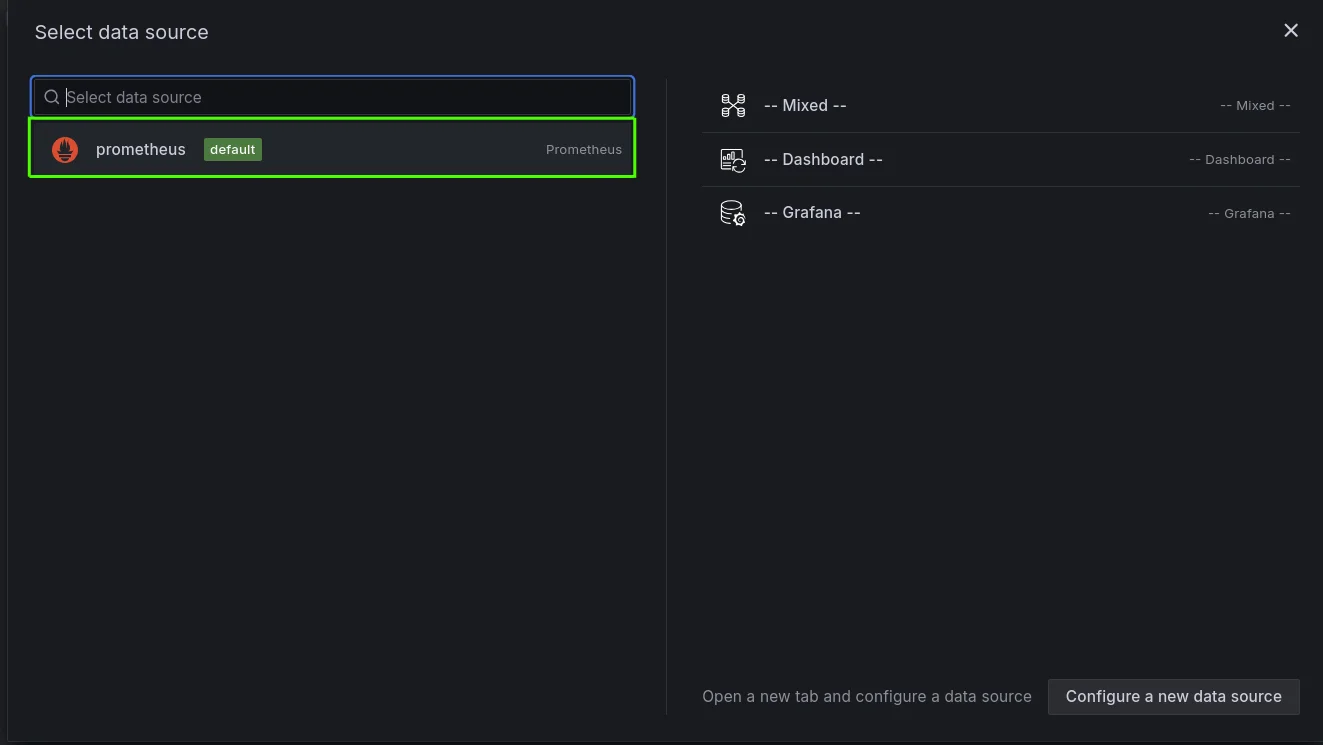 Select data source
Select data source
prometheus default Prometheus
-- Mixed -- -- Mixed --
-- Dashboard -- -- Dashboard --
-- Grafana -- -- Grafana --
Open a new tab and configure a data source Configure a new data source